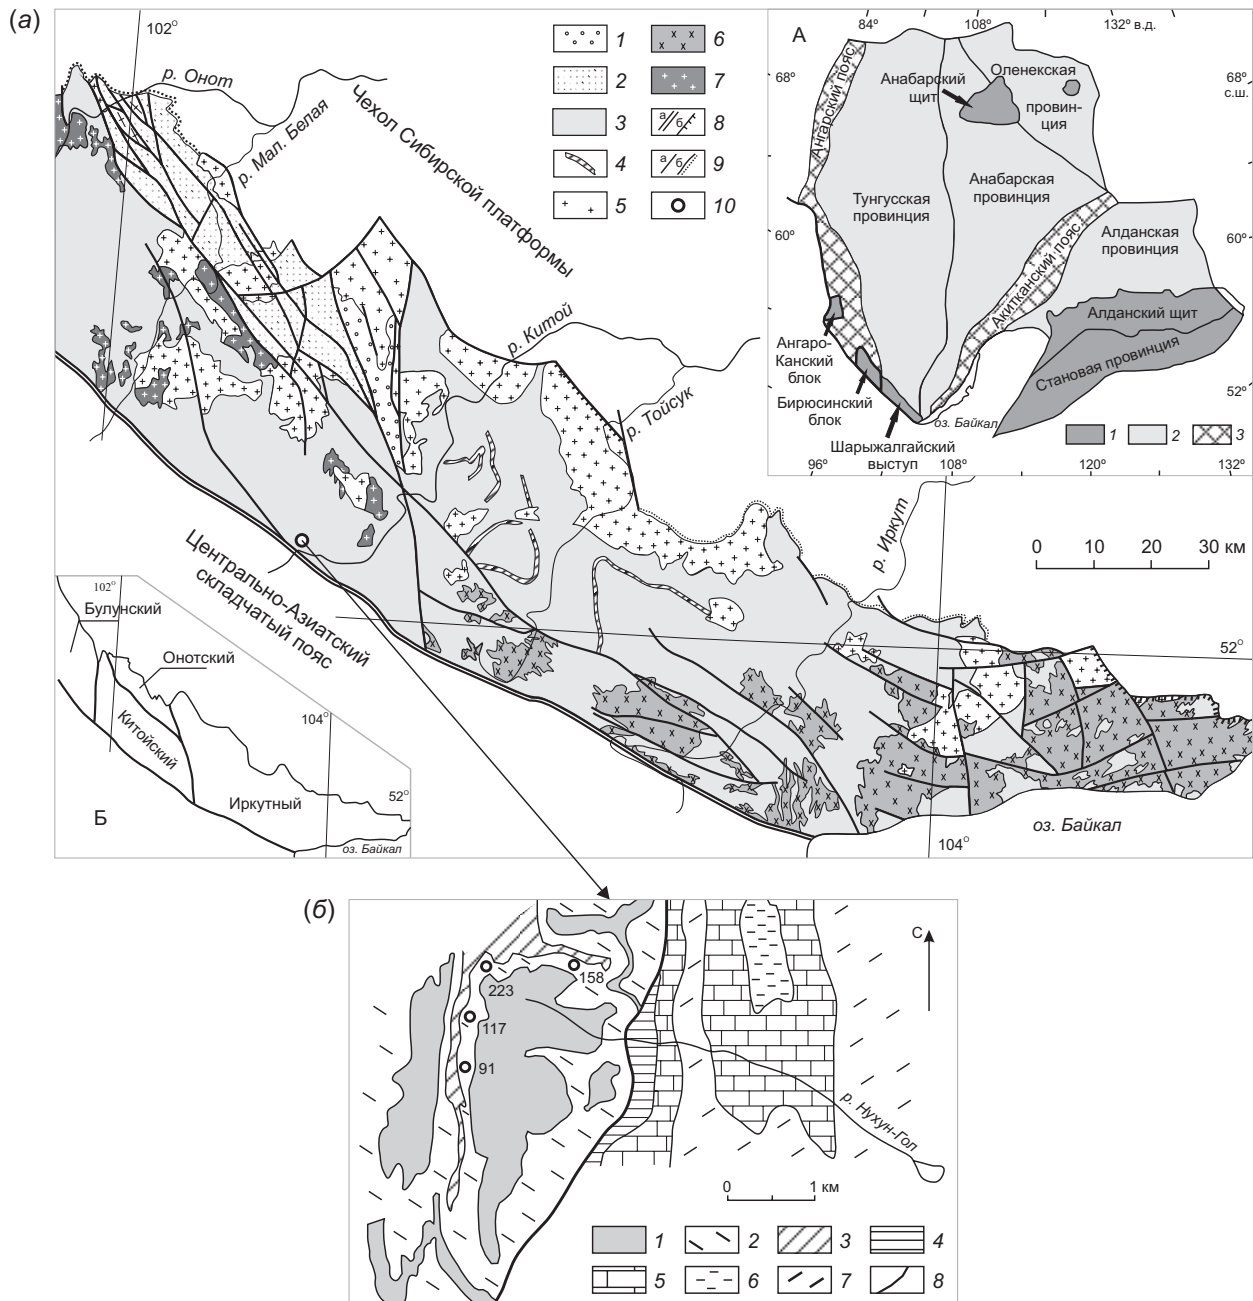 (а)
102°
р. Онот
р. Мал. Белая
Чехол Сибирской платформы
р. Китой
р. Тойсук
р. Иркут
1
2
3
4
5
6
7
а
б
8
а
б
9
10
А
84°
108°
132° в.д.
68°
68°
с.ш.
60°
60°
52°
96°
108°
120°
132°
Ангарский пояс
Анабарский
щит
Оленекская
провин-
ция
Тунгусская
провинция
Анабарская
провинция
Акитканский пояс
Алданская
провинция
Алданский щит
Становая провинция
Ангаро-
Канский
блок
Бирюсинский
блок
Шарыжалгайский
выступ
оз. Байкал
1
2
3
0
10
20
30 км
52°
104°
оз. Байкал
Центрально-Азиатский
складчатый пояс
102°
Булунский
Онотский
Китойский
104°
Иркутный
52°
Б
оз. Байкал
(б)
С
223
158
117
91
р. Нухун-Гол
0
1 км
1
2
3
4
5
6
7
8